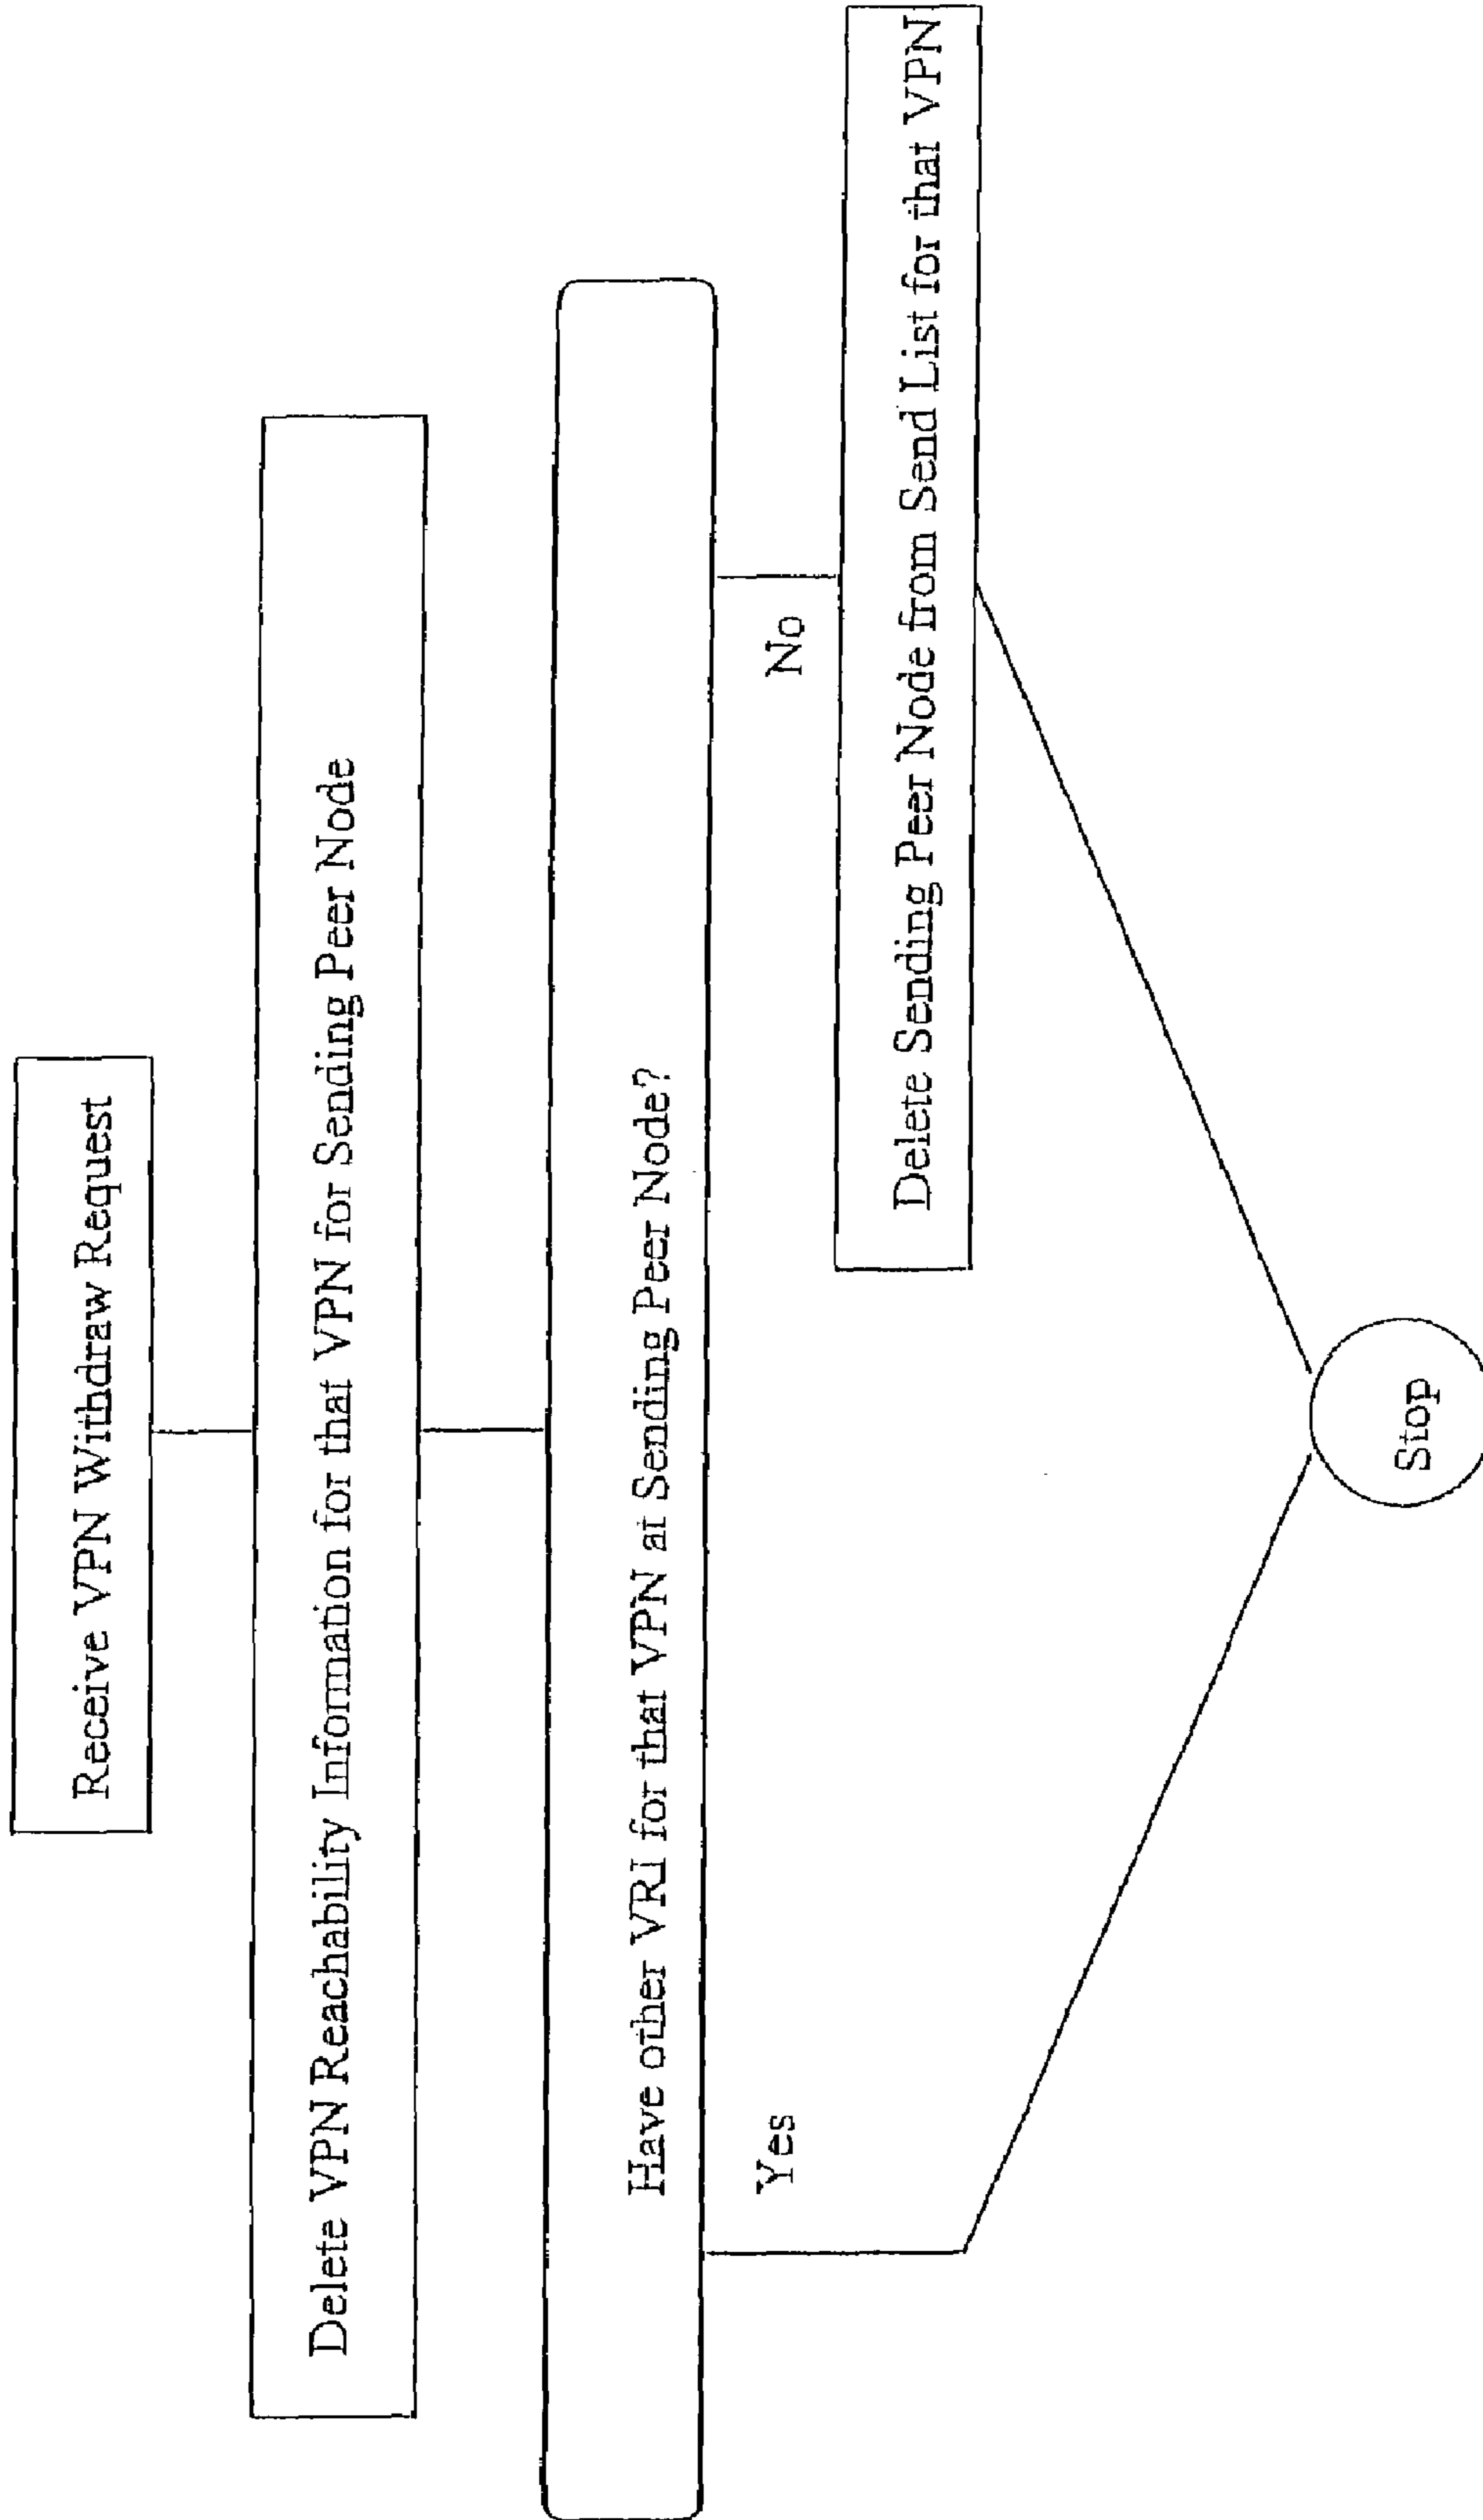 Receive VPN Withdraw Request
Delete VPN Reachability Information for that VPN for Sending Peer Node
Have other VRI for that VPN at Sending Peer Node?
Yes
No
Delete Sending Peer Node from Send List for that VPN
Stop